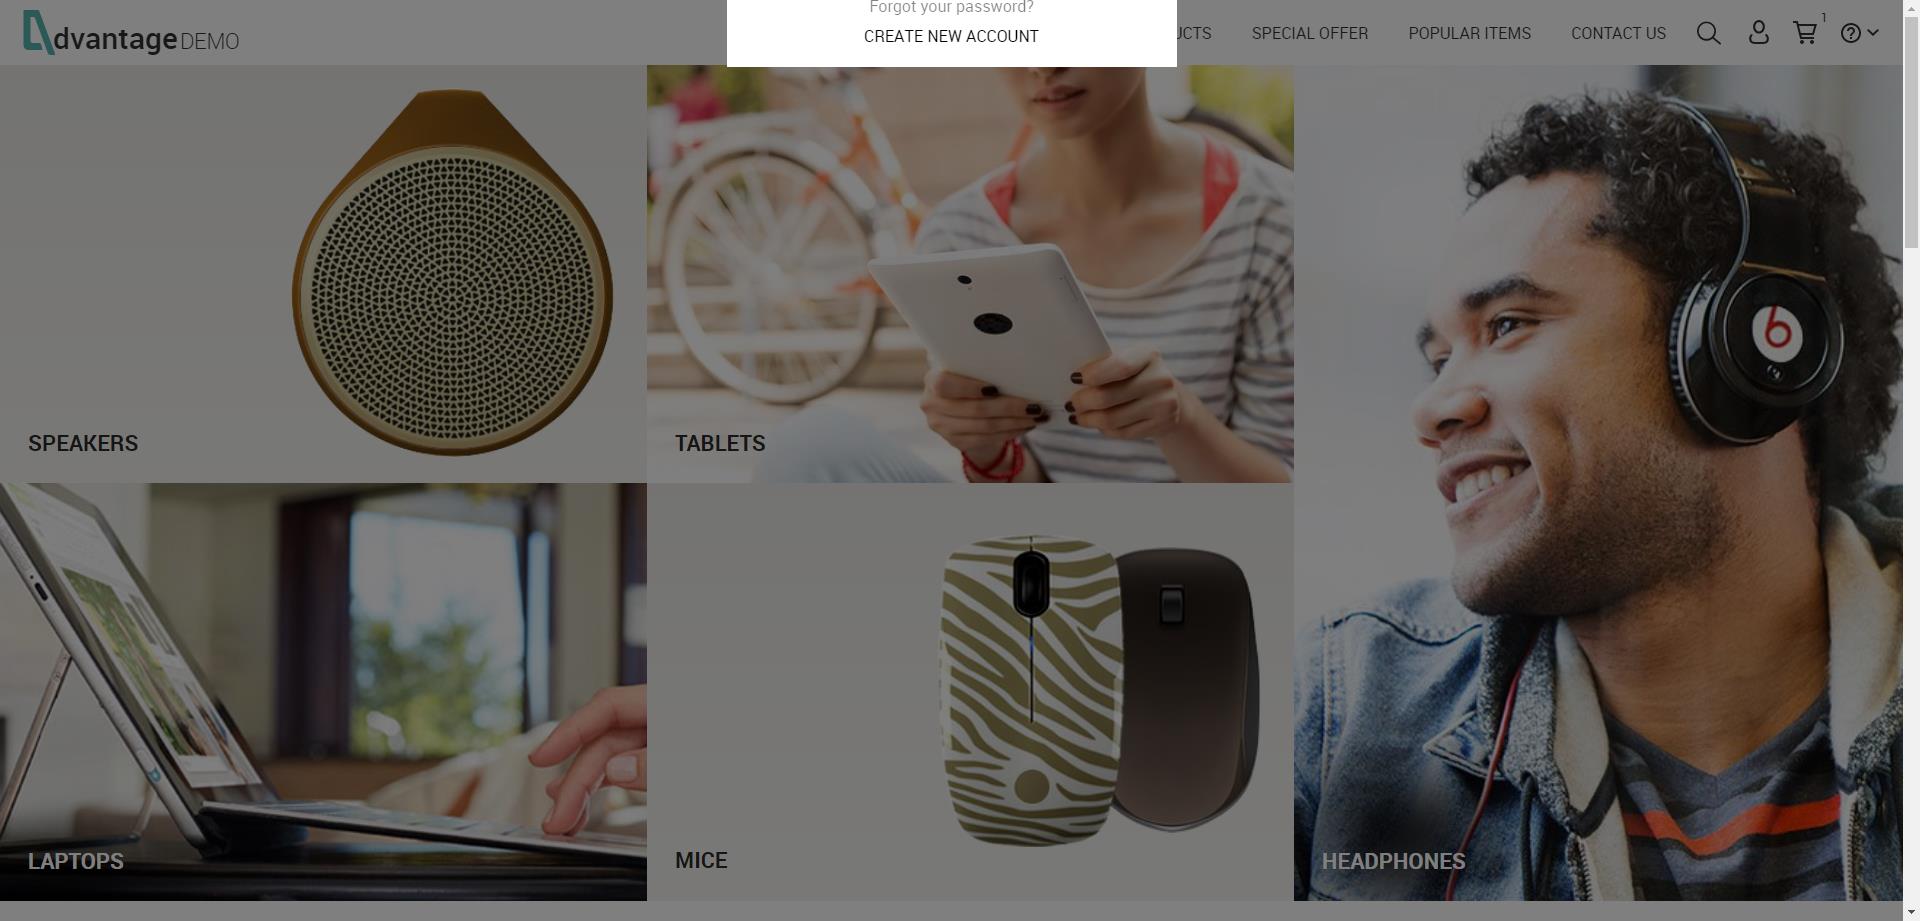 Forgot your password?
CREATE NEW ACCOUNT
dvantage DEMO
UCTS
SPECIAL OFFER
POPULAR ITEMS
CONTACT US
1
SPEAKERS
TABLETS
LAPTOPS
MICE
HEADPHONES